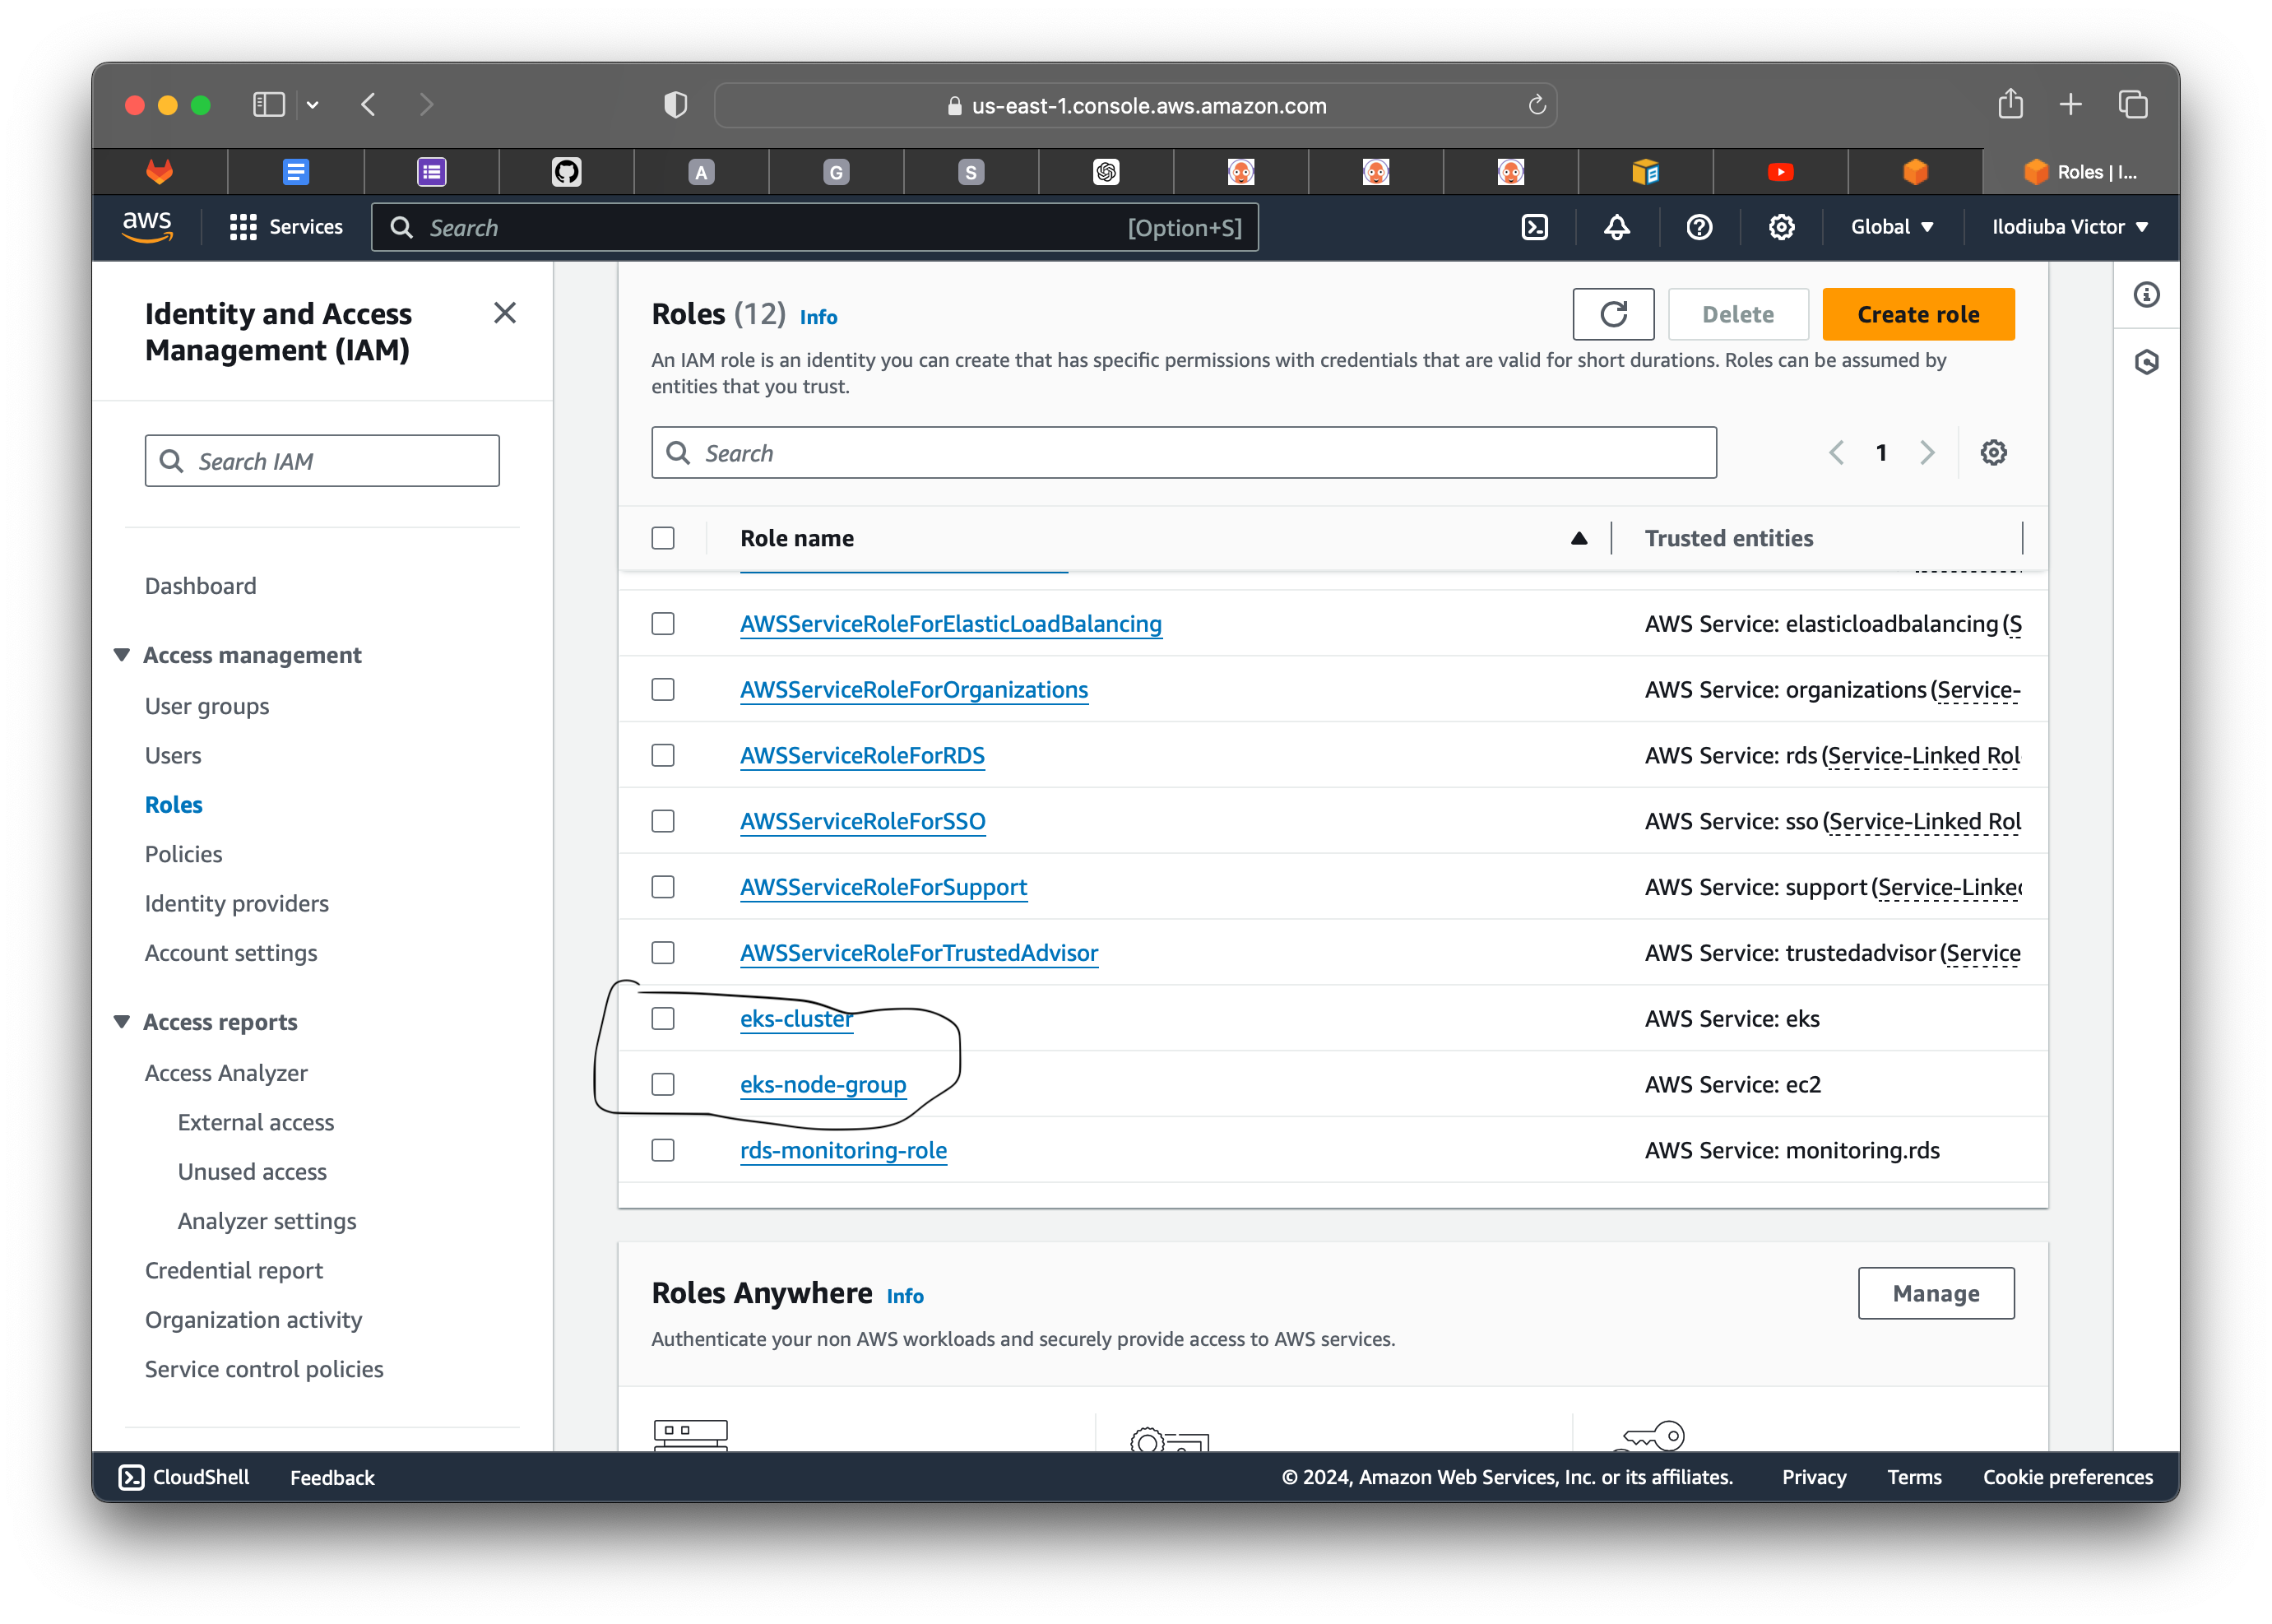 us-east-1.console.aws.amazon.com
A
G
S
Roles | I...
aws
Services
Search
[Option+S]
Global
Ilodiuba Victor
Identity and Access
Management (IAM)
Search IAM
Dashboard
Access management
User groups
Users
Roles
Policies
Identity providers
Account settings
Access reports
Access Analyzer
External access
Unused access
Analyzer settings
Credential report
Organization activity
Service control policies
Roles (12) Info
Delete
Create role
An IAM role is an identity you can create that has specific permissions with credentials that are valid for short durations. Roles can be assumed by
entities that you trust.
Search
1
Role name
Trusted entities
AWSServiceRoleForElasticLoadBalancing
AWS Service: elasticloadbalancing (S
AWSServiceRoleForOrganizations
AWS Service: organizations (Service-
AWSServiceRoleForRDS
AWS Service: rds (Service-Linked Rol
AWSServiceRoleForSSO
AWS Service: sso (Service-Linked Rol
AWSServiceRoleForSupport
AWS Service: support (Service-Linked
AWSServiceRoleForTrustedAdvisor
AWS Service: trustedadvisor (Service
eks-cluster
AWS Service: eks
eks-node-group
AWS Service: ec2
rds-monitoring-role
AWS Service: monitoring.rds
Roles Anywhere Info
Manage
Authenticate your non AWS workloads and securely provide access to AWS services.
CloudShell
Feedback
© 2024, Amazon Web Services, Inc. or its affiliates.
Privacy
Terms
Cookie preferences